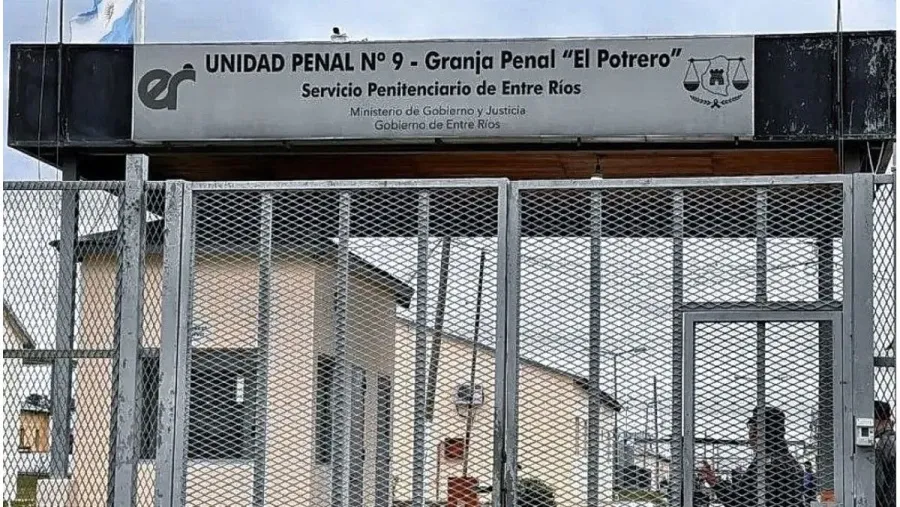 er
UNIDAD PENAL Nº 9 - Granja Penal “El Potrero”
Servicio Penitenciario de Entre Ríos
Ministerio de Gobierno y Justicia
Gobierno de Entre Ríos